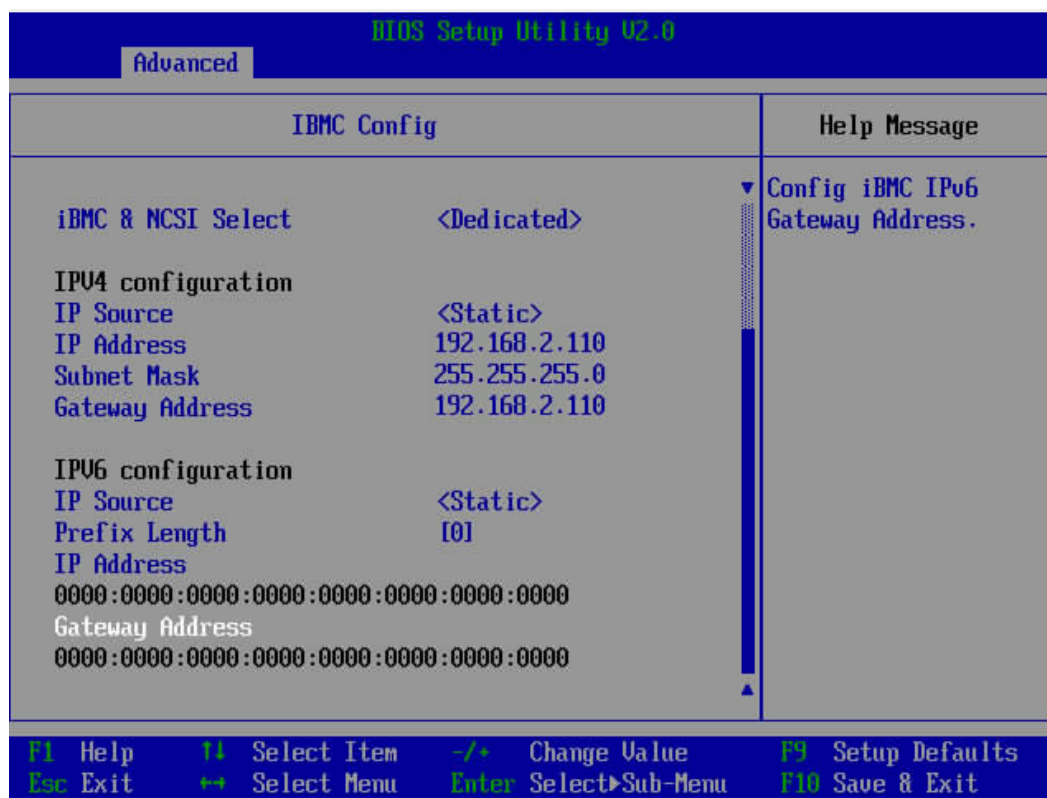 BIOS Setup Utility V2.0
Advanced
IBMC Config
Help Message
iBMC & NCSI Select <Dedicated>
IPV4 configuration
IP Source <Static>
IP Address 192.168.2.110
Subnet Mask 255.255.255.0
Gateway Address 192.168.2.110
IPV6 configuration
IP Source <Static>
Prefix Length [0]
IP Address
0000:0000:0000:0000:0000:0000:0000:0000
Gateway Address
0000:0000:0000:0000:0000:0000:0000:0000
Config iBMC IPv6
Gateway Address.
F1 Help ↑↓ Select Item -/+ Change Value F9 Setup Defaults
Esc Exit ↔ Select Menu Enter Select▶Sub-Menu F10 Save & Exit